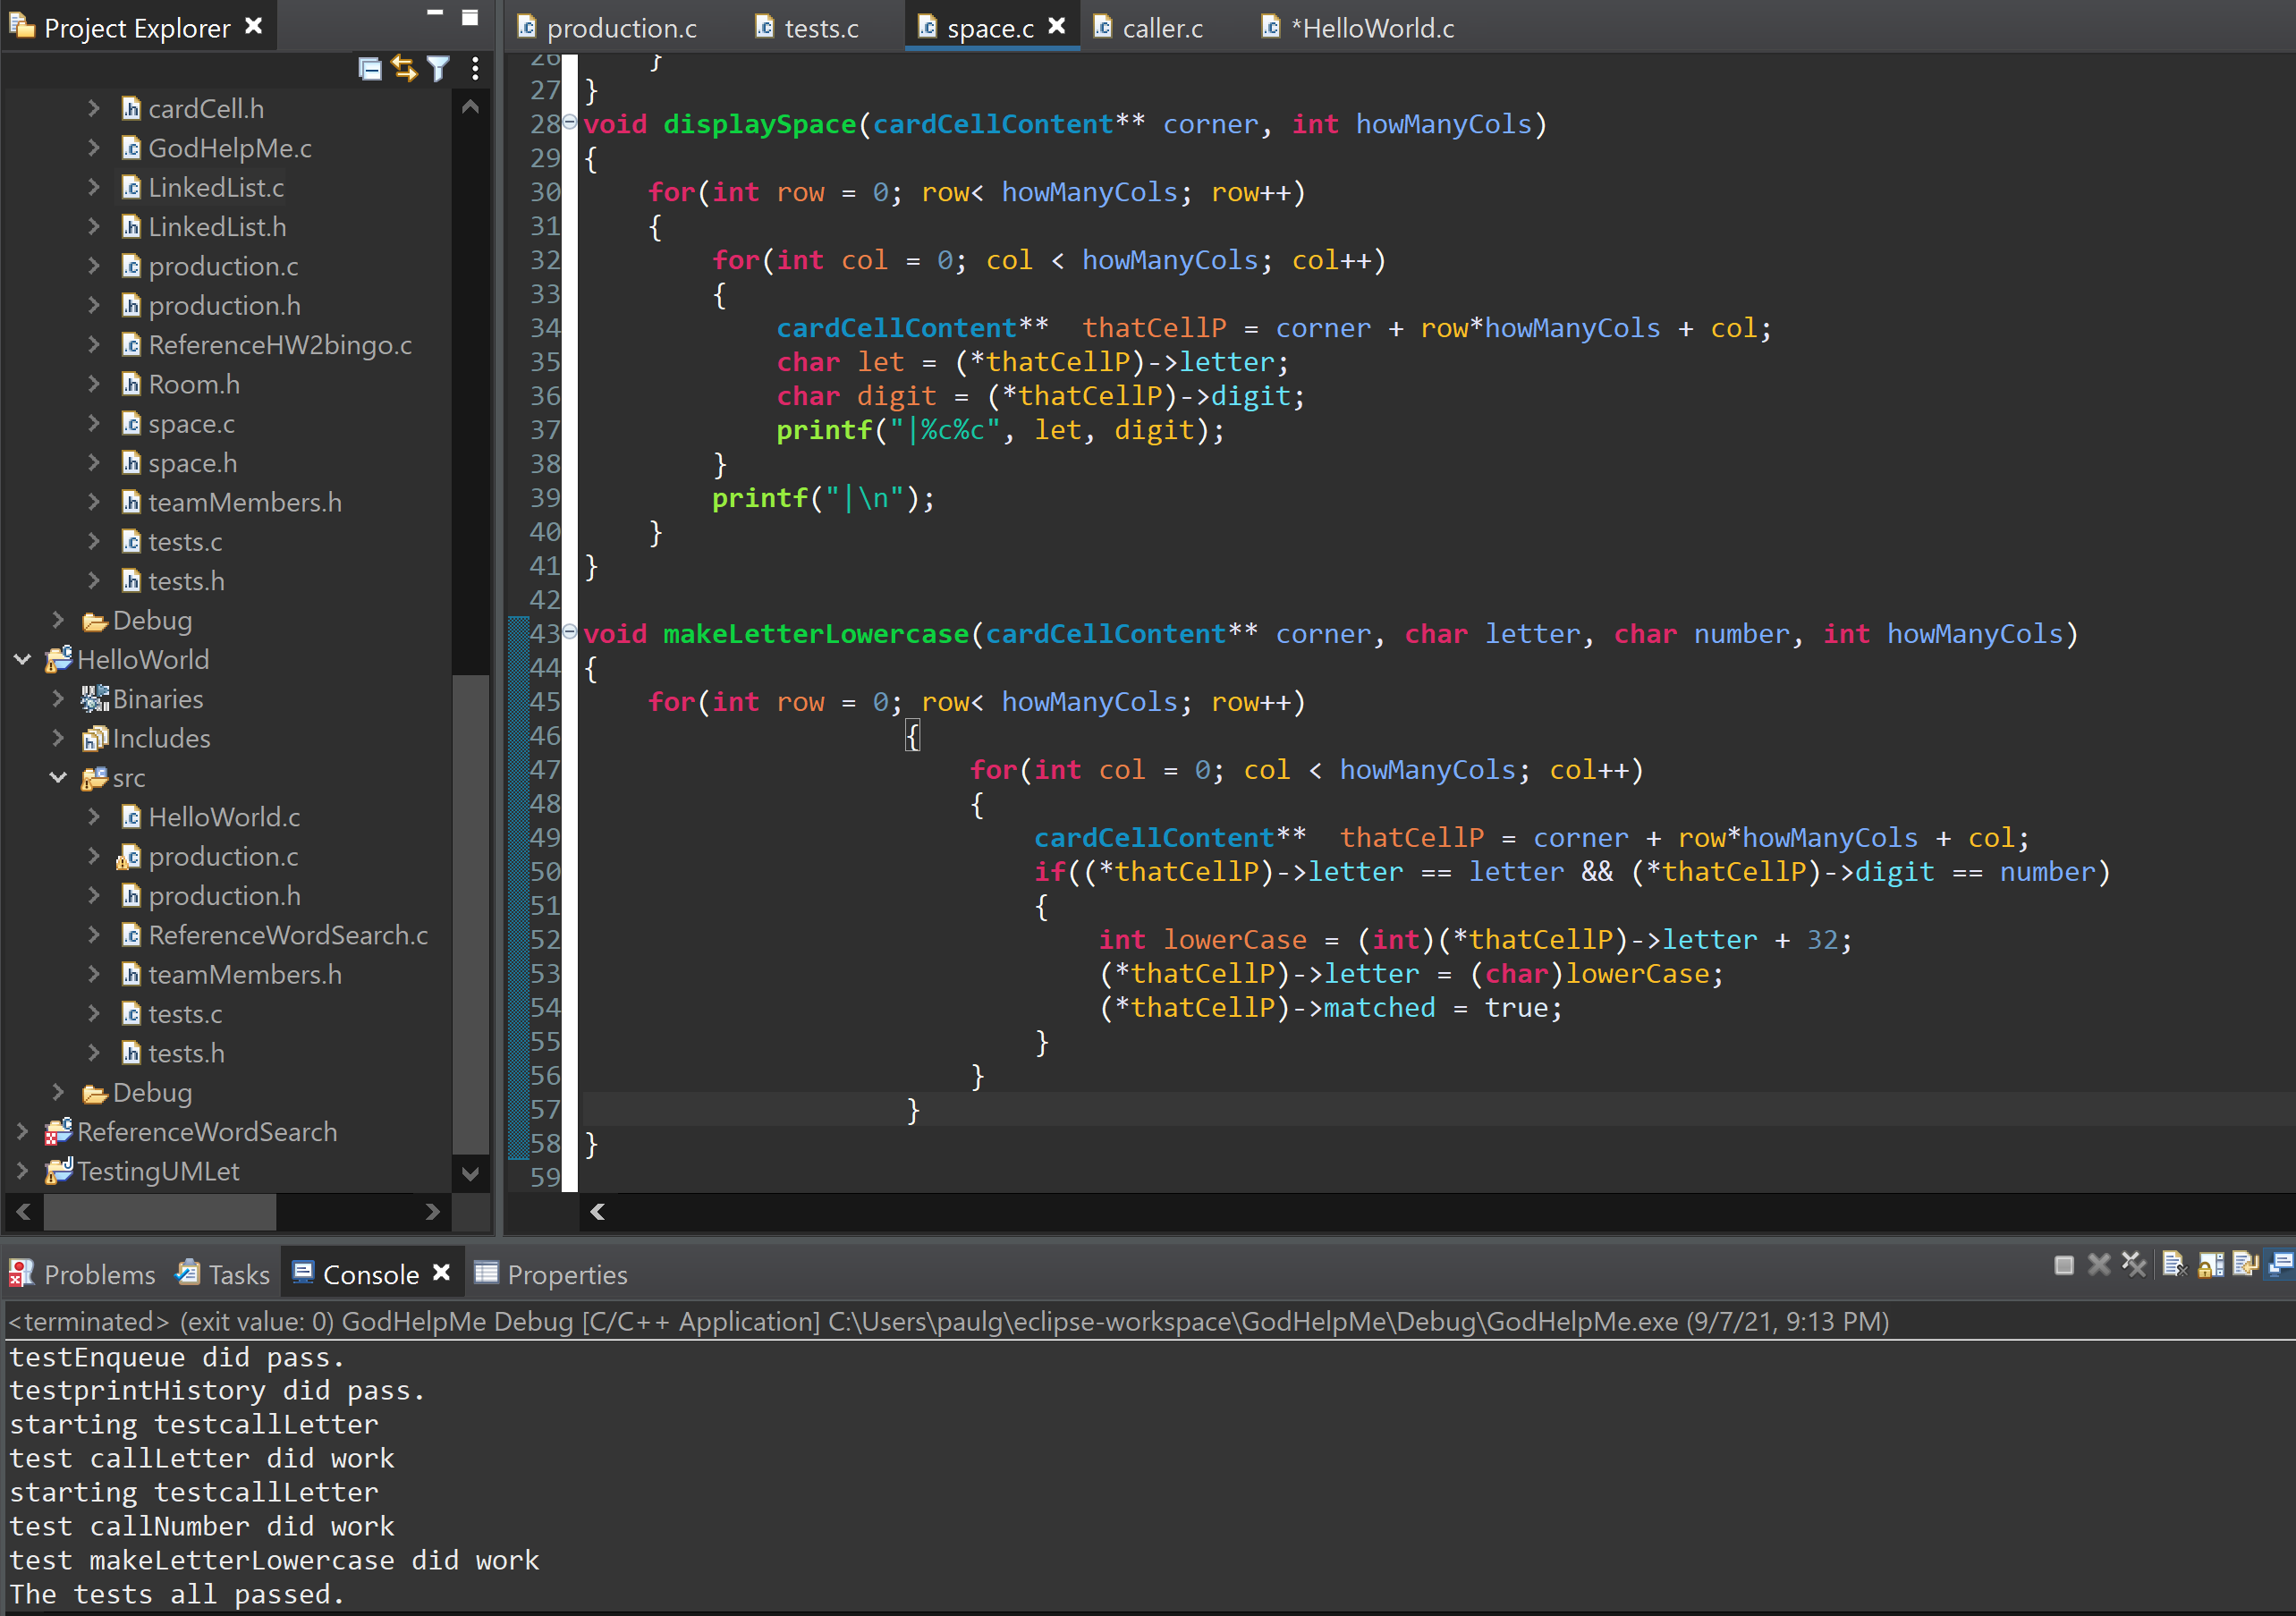 Project Explorer
cardCell.h
GodHelpMe.c
LinkedList.c
LinkedList.h
production.c
production.h
ReferenceHW2bingo.c
Room.h
space.c
space.h
teamMembers.h
tests.c
tests.h
Debug
HelloWorld
Binaries
Includes
src
HelloWorld.c
production.c
production.h
ReferenceWordSearch.c
teamMembers.h
tests.c
tests.h
Debug
ReferenceWordSearch
TestingUMLet
production.c tests.c space.c caller.c *HelloWorld.c
26 }
27 }
28 void displaySpace(cardCellContent** corner, int howManyCols)
29 {
30 for(int row = 0; row< howManyCols; row++)
31 {
32 for(int col = 0; col < howManyCols; col++)
33 {
34 cardCellContent**  thatCellP = corner + row*howManyCols + col;
35 char let = (*thatCellP)->letter;
36 char digit = (*thatCellP)->digit;
37 printf("|%c%c", let, digit);
38 }
39 printf("|\n");
40 }
41 }
42
43 void makeLetterLowercase(cardCellContent** corner, char letter, char number, int howManyCols)
44 {
45 for(int row = 0; row< howManyCols; row++)
46 {
47 for(int col = 0; col < howManyCols; col++)
48 {
49 cardCellContent**  thatCellP = corner + row*howManyCols + col;
50 if((*thatCellP)->letter == letter && (*thatCellP)->digit == number)
51 {
52 int lowerCase = (int)(*thatCellP)->letter + 32;
53 (*thatCellP)->letter = (char)lowerCase;
54 (*thatCellP)->matched = true;
55 }
56 }
57 }
58 }
59
Problems Tasks Console Properties
<terminated> (exit value: 0) GodHelpMe Debug [C/C++ Application] C:\Users\paulg\eclipse-workspace\GodHelpMe\Debug\GodHelpMe.exe (9/7/21, 9:13 PM)
testEnqueue did pass.
testprintHistory did pass.
starting testcallLetter
test callLetter did work
starting testcallLetter
test callNumber did work
test makeLetterLowercase did work
The tests all passed.